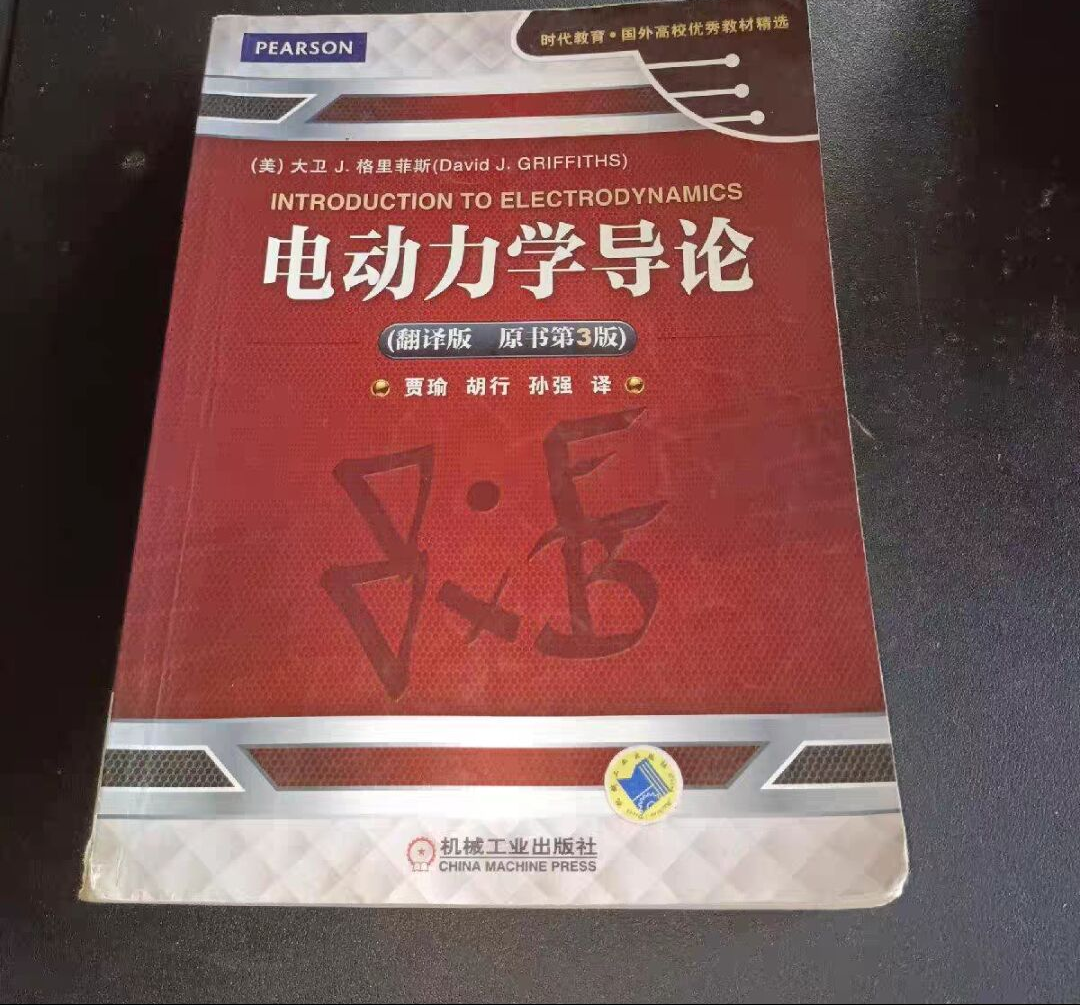 PEARSON
时代教育·国外高校优秀教材精选
(美) 大卫 J. 格里菲斯(David J. GRIFFITHS)
INTRODUCTION TO ELECTRODYNAMICS
电动力学导论
(翻译版 原书第3版)
贾瑜 胡行 孙强 译
∇·E
∇×B
机械工业出版社
CHINA MACHINE PRESS